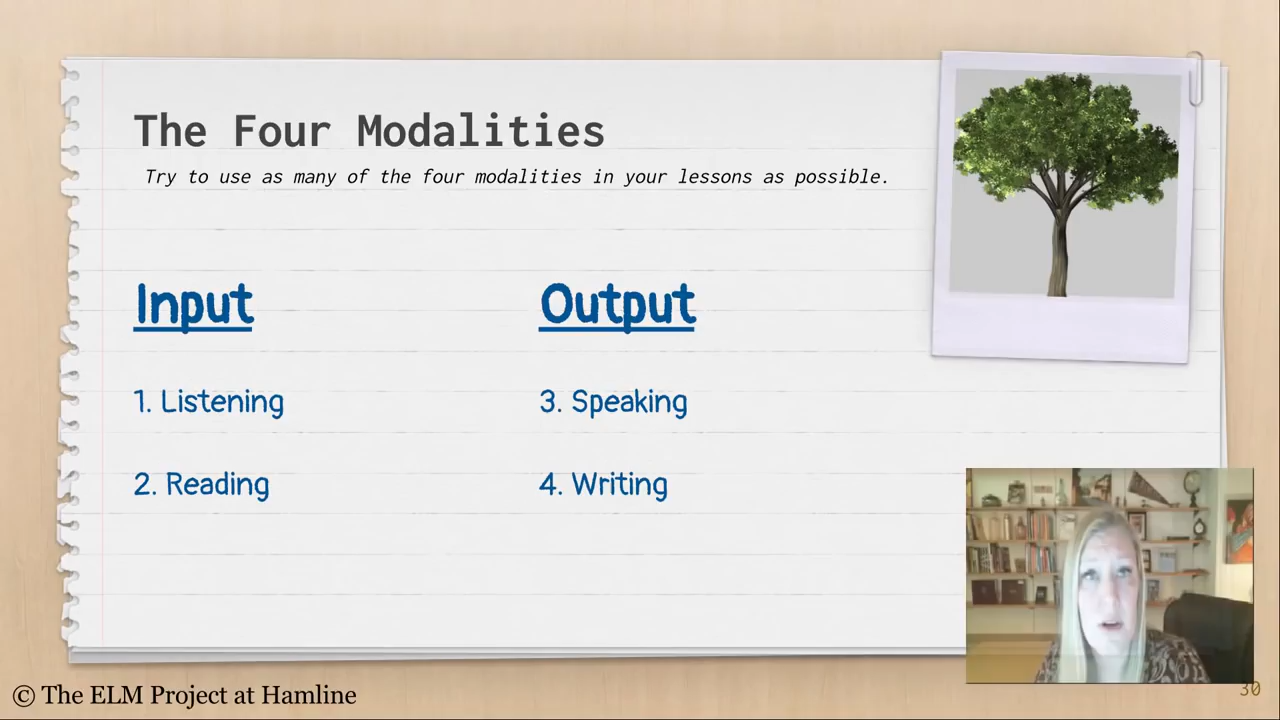 The Four Modalities
Try to use as many of the four modalities in your lessons as possible.
Input
1. Listening
2. Reading
Output
3. Speaking
4. Writing
© The ELM Project at Hamline
30